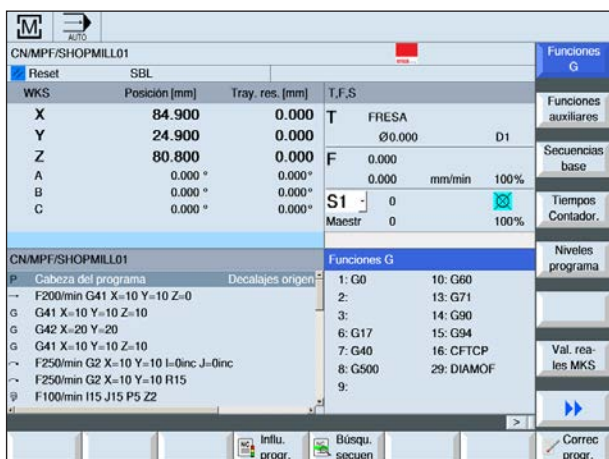 M
AUTO
CN/MPF/SHOPMILL01
Reset SBL
WKS Posición [mm] Tray. res. [mm] T,F,S
X 84.900 0.000 T FRESA
Y 24.900 0.000 Ø0.000 D1
Z 80.800 0.000 F 0.000
A 0.000 ° 0.000° 0.000 mm/min 100%
B 0.000 ° 0.000° S1 0
C 0.000 ° 0.000° Maestr 0 100%
CN/MPF/SHOPMILL01
P Cabeza del programa Decalajes origen
F200/min G41 X=10 Y=10 Z=0
G G41 X=10 Y=10 Z=10
G G42 X=20 Y=20
G G41 X=10 Y=10 Z=10
F250/min G2 X=10 Y=10 I=0inc J=0inc
F250/min G2 X=10 Y=10 R15
F100/min I15 J15 P5 Z2
Funciones G
1: G0 10: G60
2: 13: G71
3: 14: G90
6: G17 15: G94
7: G40 16: CFTCP
8: G500 29: DIAMOF
9:
>
Funciones
G
Funciones
auxiliares
Secuencias
base
Tiempos
Contador.
Niveles
programa
Val. rea-
les MKS
NC Influ.
progr.
NC Búsqu.
secuen
Correc
progr.